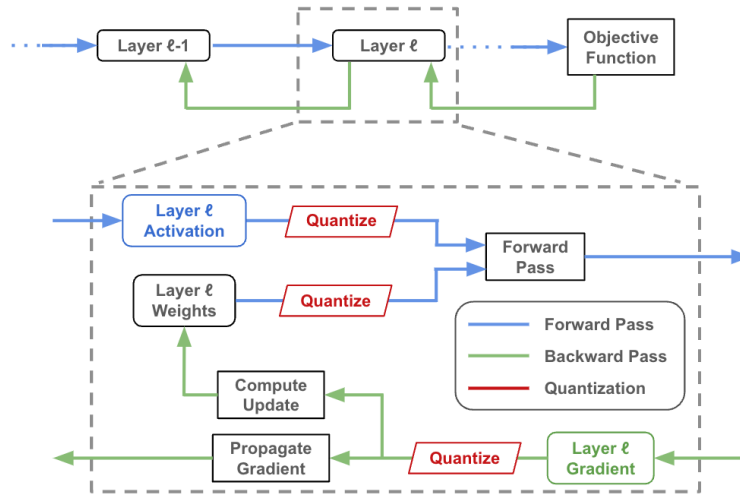 Layer ℓ-1
Layer ℓ
Objective
Function
Layer ℓ
Activation
Quantize
Forward
Pass
Layer ℓ
Weights
Quantize
Forward Pass
Backward Pass
Quantization
Compute
Update
Propagate
Gradient
Quantize
Layer ℓ
Gradient